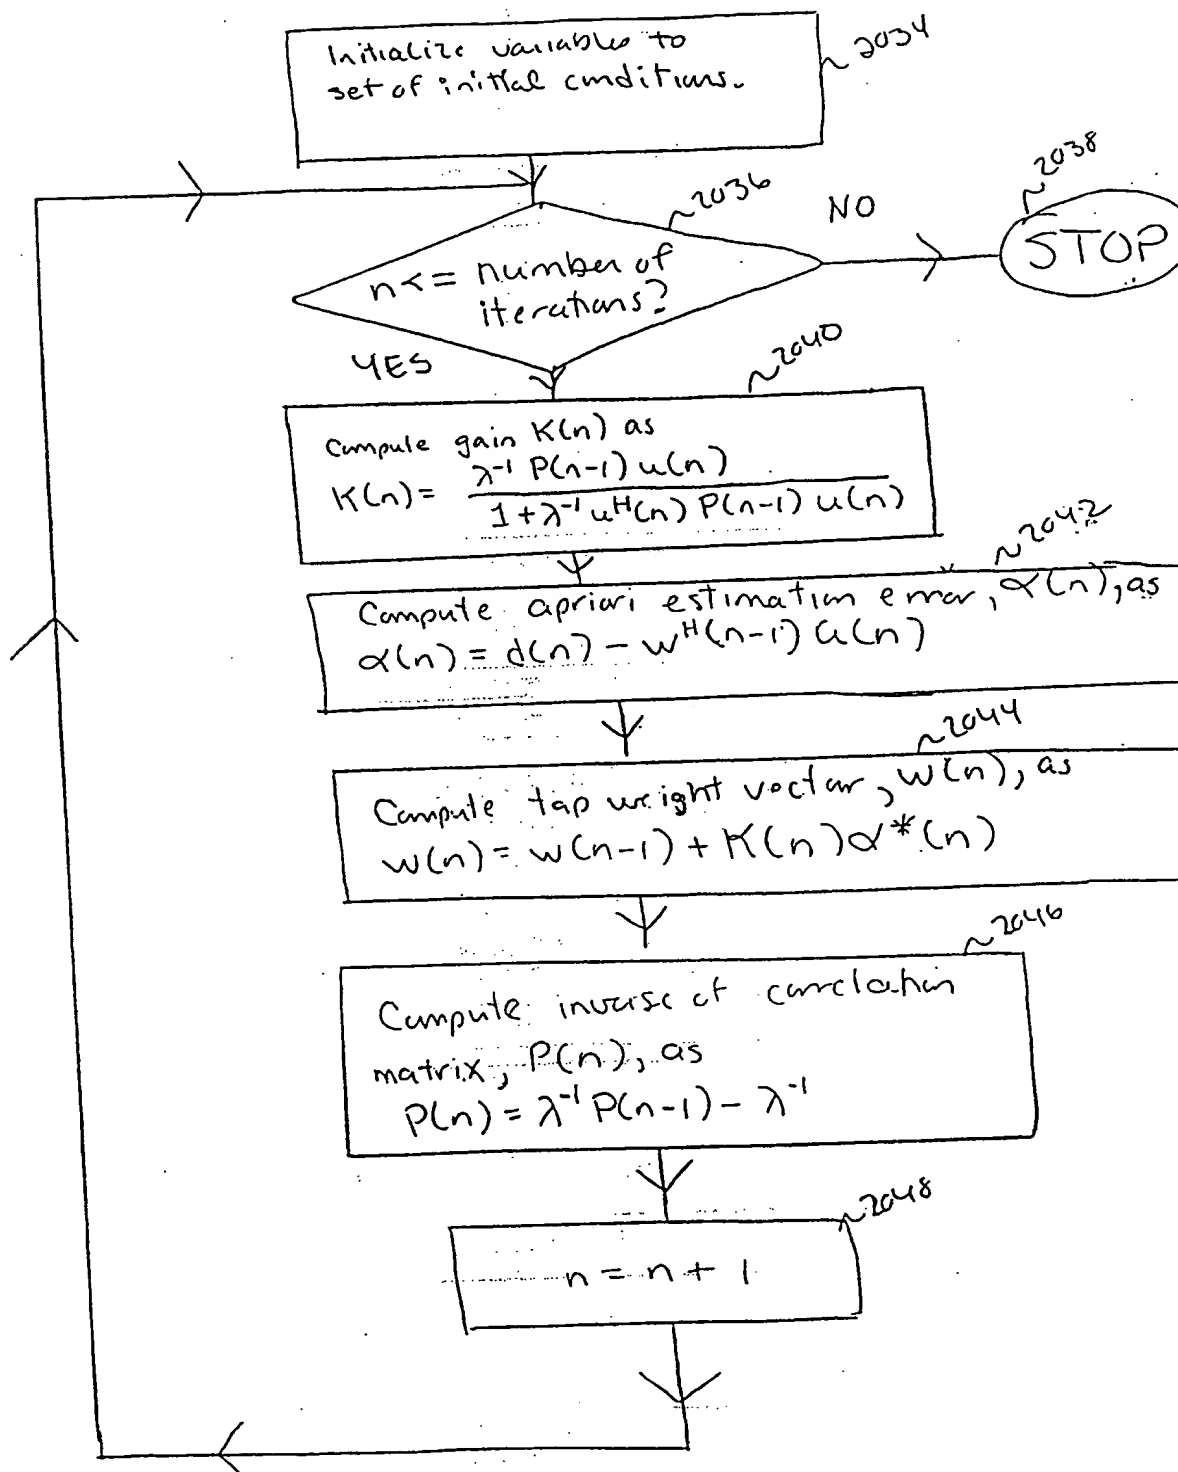 Initialize variables to
set of initial conditions.
2034
2036
NO
2038
STOP
n <= number of
iterations?
YES
2040
Compute gain K(n) as
K(n) = λ⁻¹ P(n-1) u(n)
1 + λ⁻¹ uᴴ(n) P(n-1) u(n)
2042
Compute apriori estimation error, α(n), as
α(n) = d(n) - wᴴ(n-1) u(n)
2044
Compute tap weight vector, w(n), as
w(n) = w(n-1) + K(n) α*(n)
2046
Compute inverse of correlation
matrix, P(n), as
P(n) = λ⁻¹ P(n-1) - λ⁻¹
2048
n = n + 1